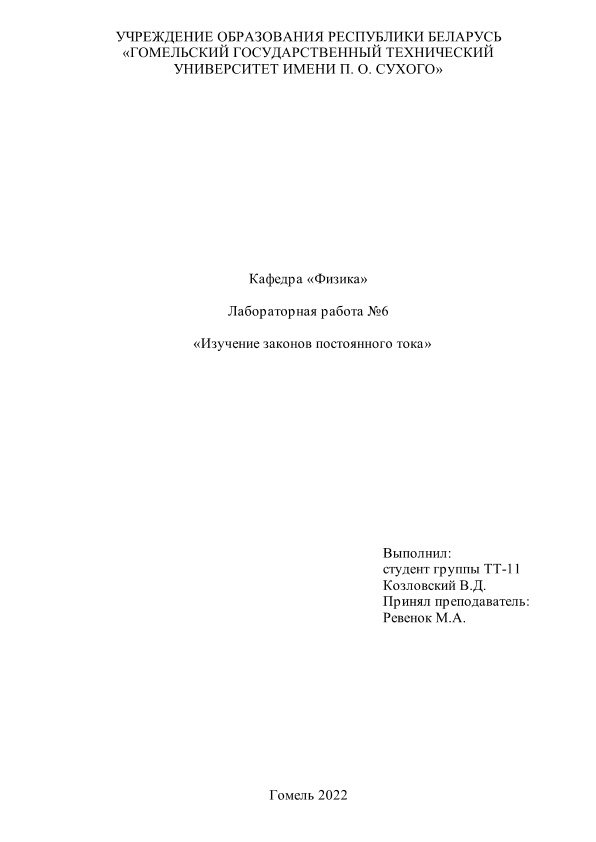 УЧРЕЖДЕНИЕ ОБРАЗОВАНИЯ РЕСПУБЛИКИ БЕЛАРУСЬ
«ГОМЕЛЬСКИЙ ГОСУДАРСТВЕННЫЙ ТЕХНИЧЕСКИЙ
УНИВЕРСИТЕТ ИМЕНИ П. О. СУХОГО»
Кафедра «Физика»
Лабораторная работа №6
«Изучение законов постоянного тока»
Выполнил:
студент группы ТТ-11
Козловский В.Д.
Принял преподаватель:
Ревенок М.А.
Гомель 2022